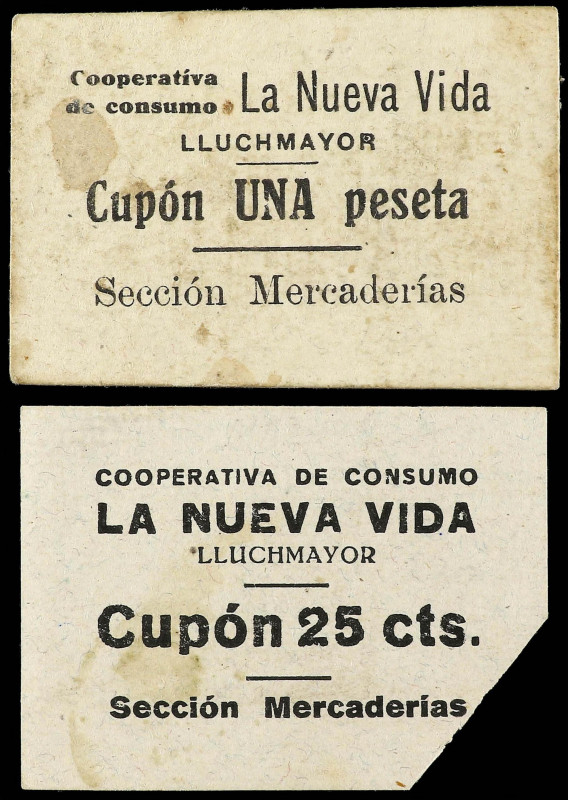 Cooperativa
de consumo La Nueva Vida
LLUCHMAYOR
Cupón UNA peseta
Sección Mercaderías
COOPERATIVA DE CONSUMO
LA NUEVA VIDA
LLUCHMAYOR
Cupón 25 cts.
Sección Mercaderías